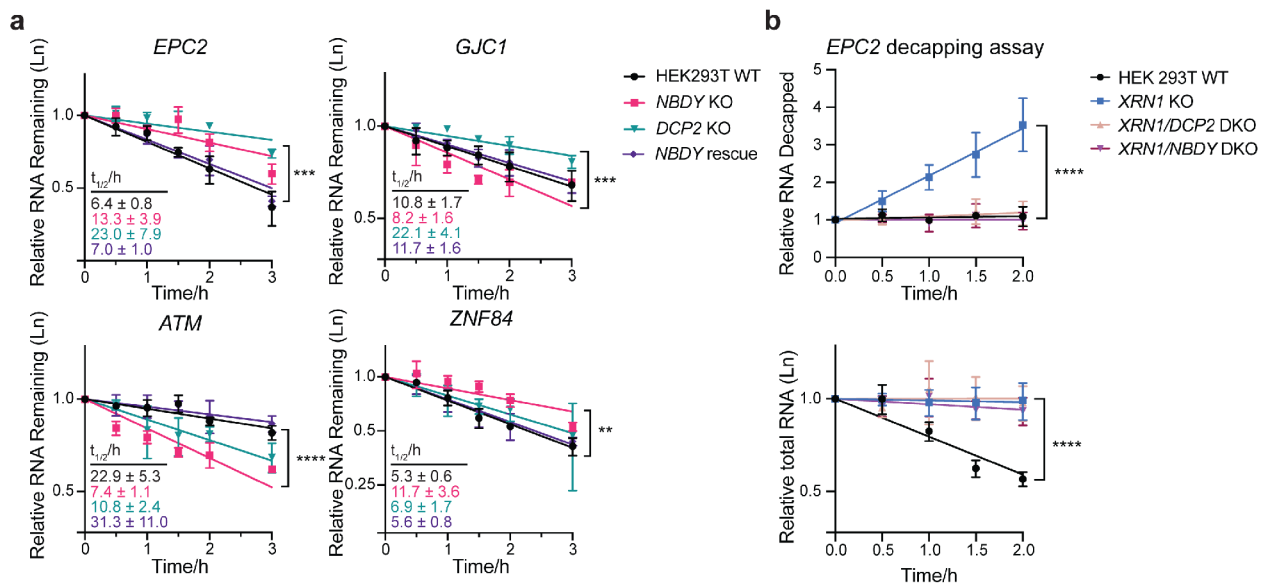 a
EPC2
Relative RNA Remaining (Ln)
1.0
0.5
t1/2/h
6.4 ± 0.8
13.3 ± 3.9
23.0 ± 7.9
7.0 ± 1.0
***
0 1 2 3
Time/h
GJC1
Relative RNA Remaining (Ln)
1.0
0.5
t1/2/h
10.8 ± 1.7
8.2 ± 1.6
22.1 ± 4.1
11.7 ± 1.6
***
0 1 2 3
Time/h
HEK293T WT
NBDY KO
DCP2 KO
NBDY rescue
ATM
Relative RNA Remaining (Ln)
1.0
0.5
t1/2/h
22.9 ± 5.3
7.4 ± 1.1
10.8 ± 2.4
31.3 ± 11.0
****
0 1 2 3
Time/h
ZNF84
Relative RNA Remaining (Ln)
1.0
0.5
0.25
t1/2/h
5.3 ± 0.6
11.7 ± 3.6
6.9 ± 1.7
5.6 ± 0.8
**
0 1 2 3
Time/h
b
EPC2 decapping assay
Relative RNA Decapped
5
4
3
2
1
0
****
0.0 0.5 1.0 1.5 2.0
Time/h
HEK 293T WT
XRN1 KO
XRN1/DCP2 DKO
XRN1/NBDY DKO
Relative total RNA (Ln)
1.0
0.5
****
0.0 0.5 1.0 1.5 2.0
Time/h